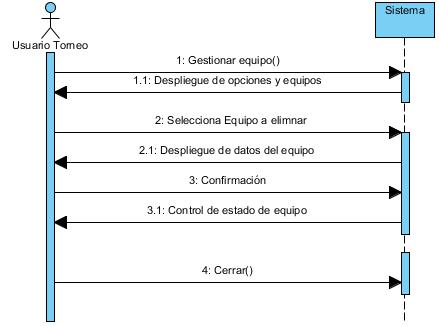 Sistema
Usuario Torneo
1: Gestionar equipo()
1.1: Despliegue de opciones y equipos
2: Selecciona Equipo a elimnar
2.1: Despliegue de datos del equipo
3: Confirmación
3.1: Control de estado de equipo
4: Cerrar()